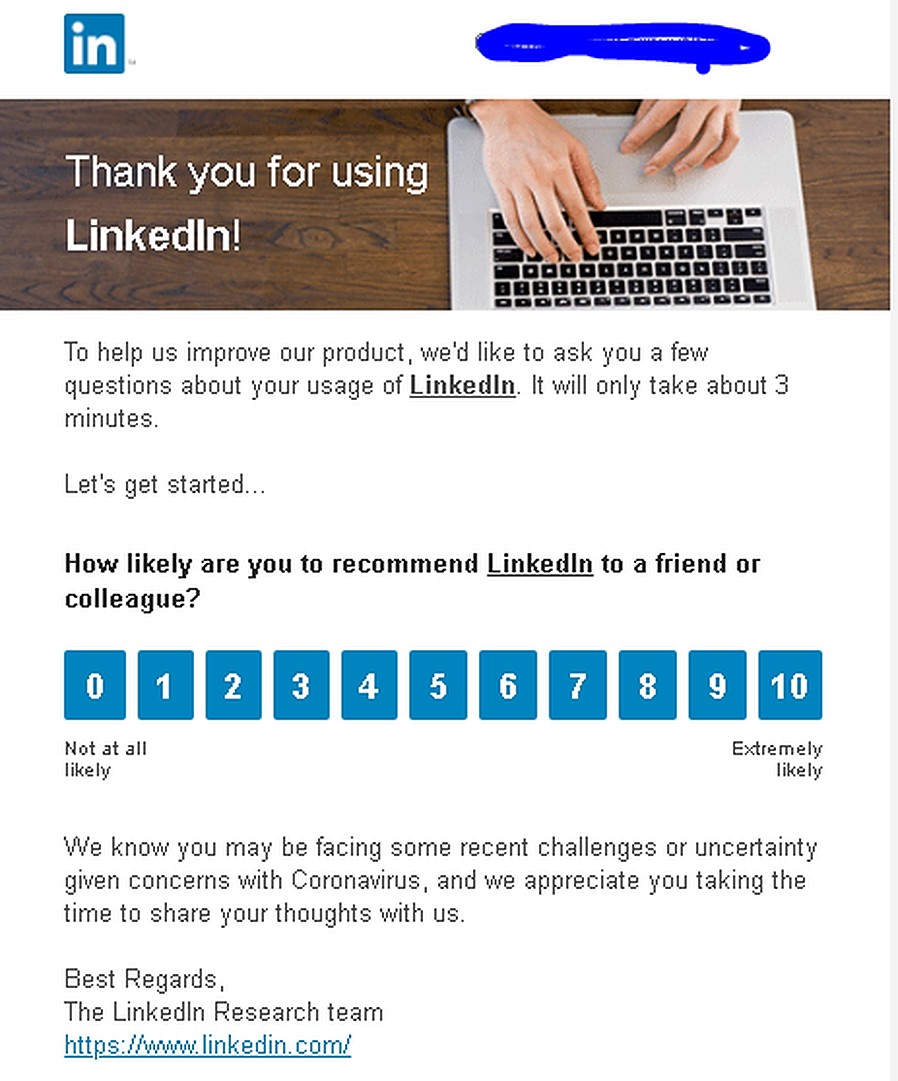 in
Thank you for using
LinkedIn!
To help us improve our product, we'd like to ask you a few
questions about your usage of LinkedIn. It will only take about 3
minutes.
Let's get started...
How likely are you to recommend LinkedIn to a friend or
colleague?
0 1 2 3 4 5 6 7 8 9 10
Not at all Extremely
likely likely
We know you may be facing some recent challenges or uncertainty
given concerns with Coronavirus, and we appreciate you taking the
time to share your thoughts with us.
Best Regards,
The LinkedIn Research team
https://www.linkedin.com/